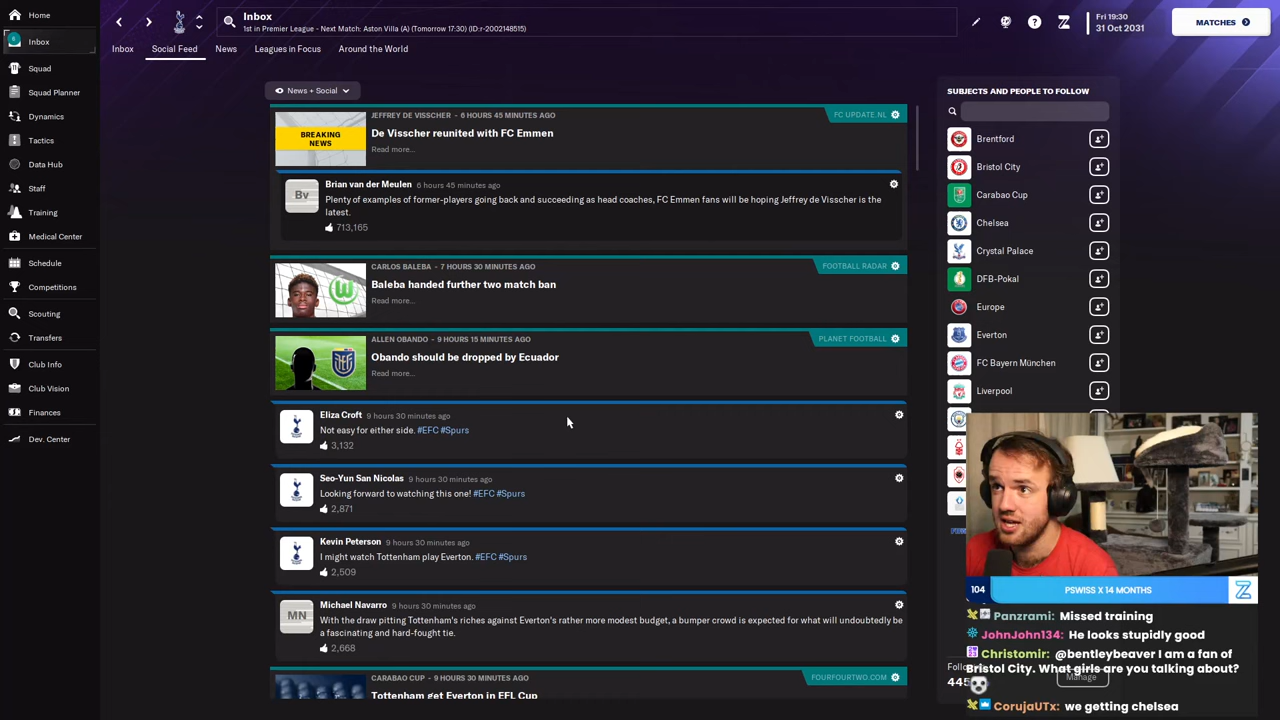 Home
Inbox
Squad
Squad Planner
Dynamics
Tactics
Data Hub
Staff
Training
Medical Center
Schedule
Competitions
Scouting
Transfers
Club Info
Club Vision
Finances
Dev. Center
Inbox
1st in Premier League - Next Match: Aston Villa (A) (Tomorrow 17:30) (ID:r-2002148515)
Fri 19:30
31 Oct 2031
MATCHES
Inbox
Social Feed
News
Leagues in Focus
Around the World
News + Social
BREAKING
NEWS
JEFFREY DE VISSCHER - 6 HOURS 45 MINUTES AGO
FC UPDATE.NL
De Visscher reunited with FC Emmen
Read more...
Bv
Brian van der Meulen 6 hours 45 minutes ago
Plenty of examples of former-players going back and succeeding as head coaches, FC Emmen fans will be hoping Jeffrey de Visscher is the
latest.
713,165
CARLOS BALEBA - 7 HOURS 30 MINUTES AGO
FOOTBALL RADAR
Baleba handed further two match ban
Read more...
ALLEN OBANDO - 9 HOURS 15 MINUTES AGO
PLANET FOOTBALL
Obando should be dropped by Ecuador
Read more...
Eliza Croft 9 hours 30 minutes ago
Not easy for either side. #EFC #Spurs
3,132
Seo-Yun San Nicolas 9 hours 30 minutes ago
Looking forward to watching this one! #EFC #Spurs
2,871
Kevin Peterson 9 hours 30 minutes ago
I might watch Tottenham play Everton. #EFC #Spurs
2,509
MN
Michael Navarro 9 hours 30 minutes ago
With the draw pitting Tottenham's riches against Everton's rather more modest budget, a bumper crowd is expected for what will undoubtedly be
a fascinating and hard-fought tie.
2,668
CARABAO CUP - 9 HOURS 30 MINUTES AGO
FOURFOURTWO.COM
Tottenham get Everton in EFL Cup
SUBJECTS AND PEOPLE TO FOLLOW
Brentford
Bristol City
Carabao Cup
Chelsea
Crystal Palace
DFB-Pokal
Europe
Everton
FC Bayern München
Liverpool
104
PSWISS X 14 MONTHS
Panzrami: Missed training
JohnJohn134: He looks stupidly good
Christomir: @bentleybeaver I am a fan of
Bristol City. What girls are you talking about?
445
Manage
CorujaUTx: we getting chelsea